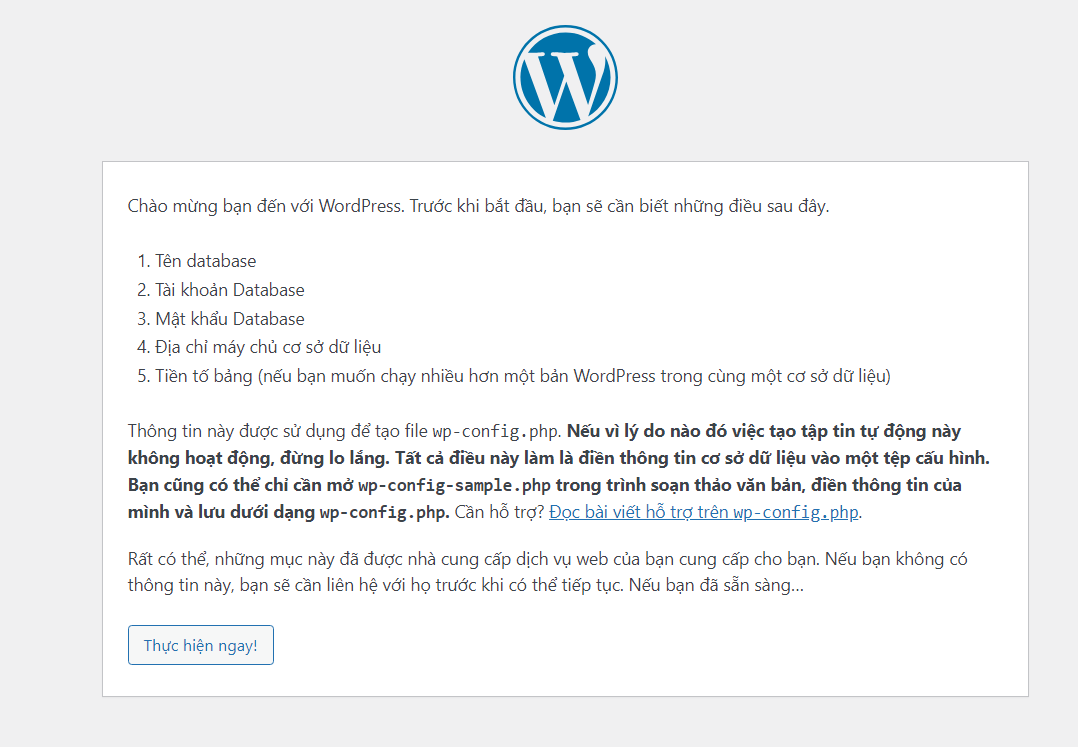 Chào mừng bạn đến với WordPress. Trước khi bắt đầu, bạn sẽ cần biết những điều sau đây.
1. Tên database
2. Tài khoản Database
3. Mật khẩu Database
4. Địa chỉ máy chủ cơ sở dữ liệu
5. Tiền tố bảng (nếu bạn muốn chạy nhiều hơn một bản WordPress trong cùng một cơ sở dữ liệu)
Thông tin này được sử dụng để tạo file wp-config.php. Nếu vì lý do nào đó việc tạo tập tin tự động này
không hoạt động, đừng lo lắng. Tất cả điều này làm là điền thông tin cơ sở dữ liệu vào một tệp cấu hình.
Bạn cũng có thể chỉ cần mở wp-config-sample.php trong trình soạn thảo văn bản, điền thông tin của
mình và lưu dưới dạng wp-config.php. Cần hỗ trợ? Đọc bài viết hỗ trợ trên wp-config.php.
Rất có thể, những mục này đã được nhà cung cấp dịch vụ web của bạn cung cấp cho bạn. Nếu bạn không có
thông tin này, bạn sẽ cần liên hệ với họ trước khi có thể tiếp tục. Nếu bạn đã sẵn sàng...
Thực hiện ngay!